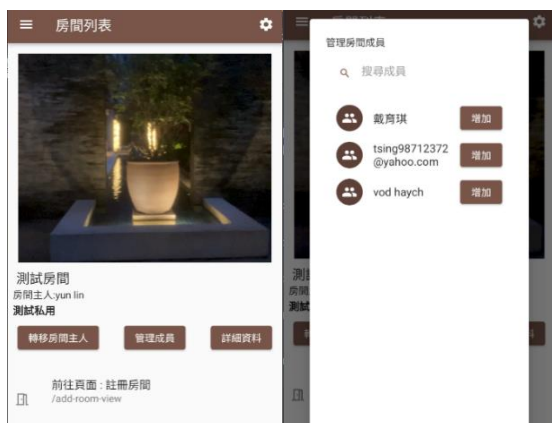 房間列表
測試房間
房間主人:yun lin
測試私用
轉移房間主人
管理成員
詳細資料
前往頁面 : 註冊房間
/add-room-view
管理房間成員
搜尋成員
戴育琪
增加
tsing98712372
@yahoo.com
增加
vod haych
增加